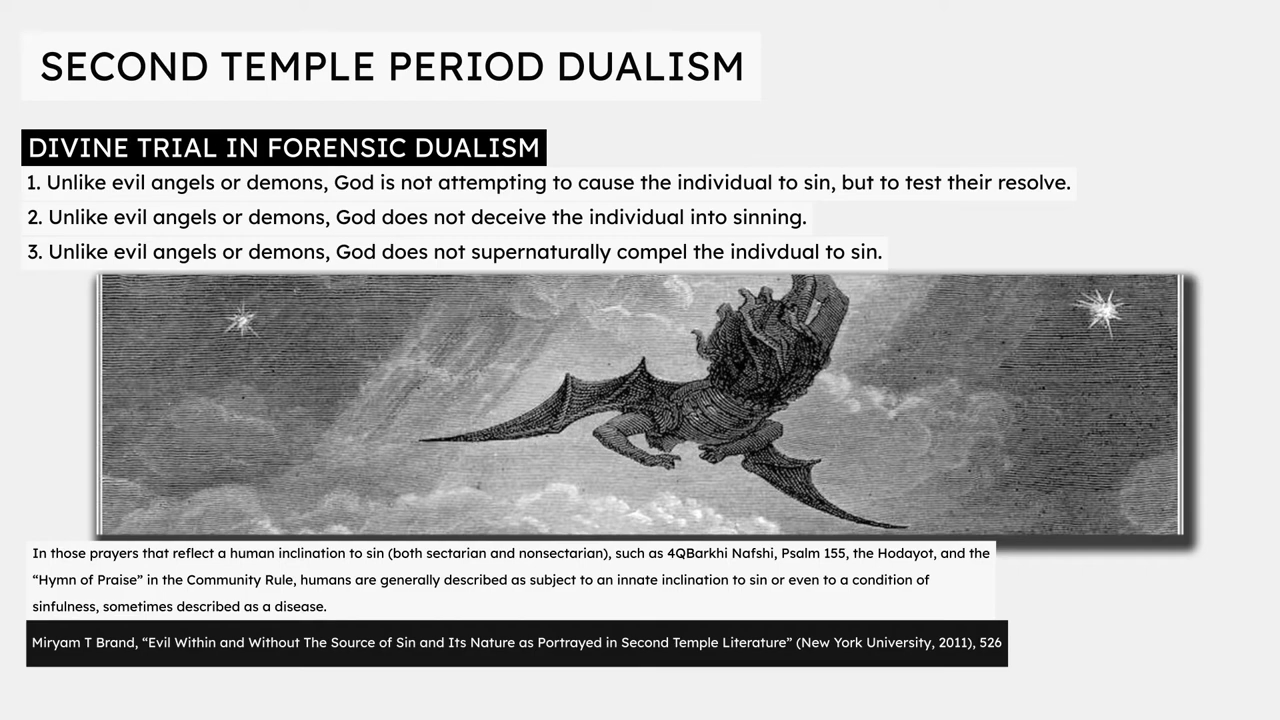 SECOND TEMPLE PERIOD DUALISM
DIVINE TRIAL IN FORENSIC DUALISM
1. Unlike evil angels or demons, God is not attempting to cause the individual to sin, but to test their resolve.
2. Unlike evil angels or demons, God does not deceive the individual into sinning.
3. Unlike evil angels or demons, God does not supernaturally compel the indivdual to sin.
In those prayers that reflect a human inclination to sin (both sectarian and nonsectarian), such as 4QBarkhi Nafshi, Psalm 155, the Hodayot, and the
“Hymn of Praise” in the Community Rule, humans are generally described as subject to an innate inclination to sin or even to a condition of
sinfulness, sometimes described as a disease.
Miryam T Brand, “Evil Within and Without The Source of Sin and Its Nature as Portrayed in Second Temple Literature” (New York University, 2011), 526